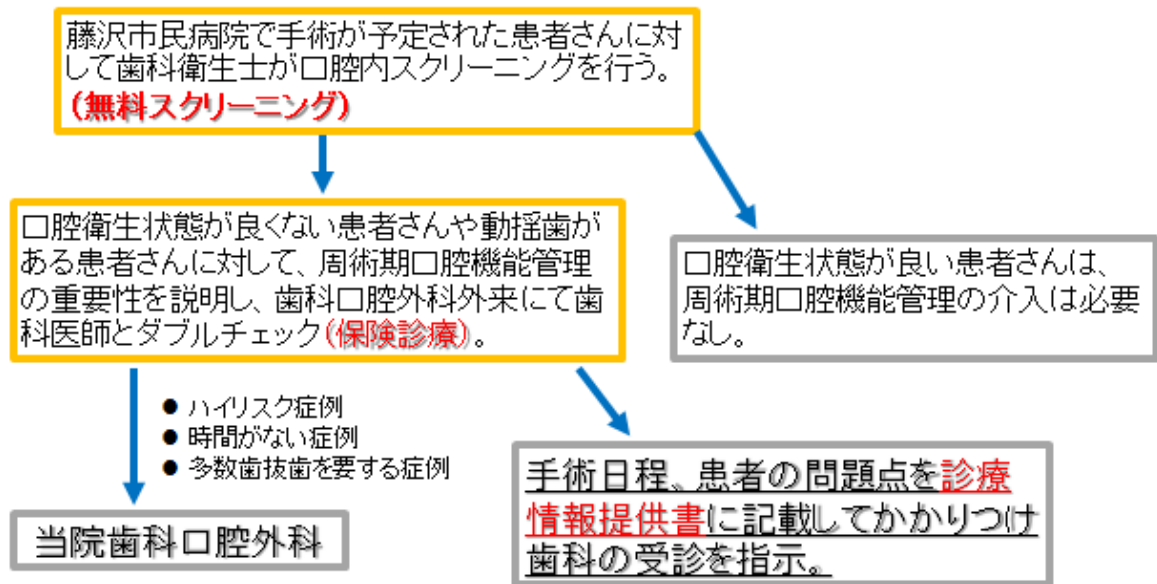 藤沢市民病院で手術が予定された患者さんに対
して歯科衛生士が口腔内スクリーニングを行う。
(無料スクリーニング)
口腔衛生状態が良くない患者さんや動揺歯が
ある患者さんに対して、周術期口腔機能管理
の重要性を説明し、歯科口腔外科外来にて歯
科医師とダブルチェック(保険診療)。
口腔衛生状態が良い患者さんは、
周術期口腔機能管理の介入は必要
なし。
● ハイリスク症例
● 時間がない症例
● 多数歯抜歯を要する症例
当院歯科口腔外科
手術日程、患者の問題点を診療
情報提供書に記載してかかりつけ
歯科の受診を指示。